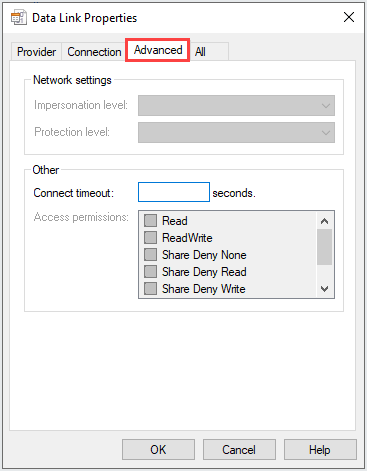 Data Link Properties
Provider Connection Advanced All
Network settings
Impersonation level:
Protection level:
Other
Connect timeout: seconds.
Access permissions:
Read
ReadWrite
Share Deny None
Share Deny Read
Share Deny Write
OK Cancel Help